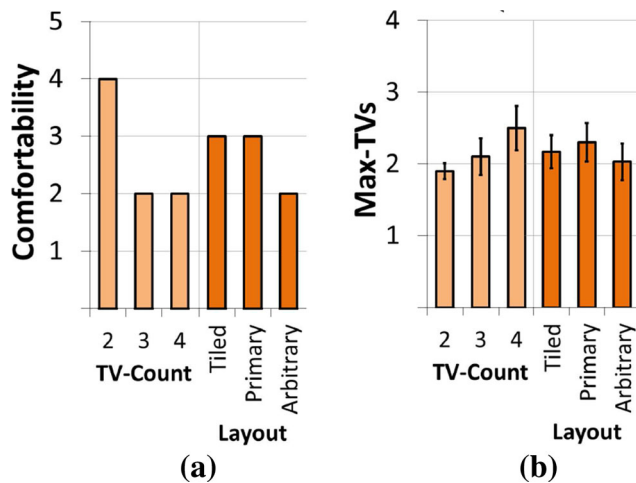 5
4
3
2
1
Comfortability
2
3
4
Tiled
Primary
Arbitrary
TV-Count
Layout
(a)
4
3
2
1
Max-TVs
2
3
4
Tiled
Primary
Arbitrary
TV-Count
Layout
(b)